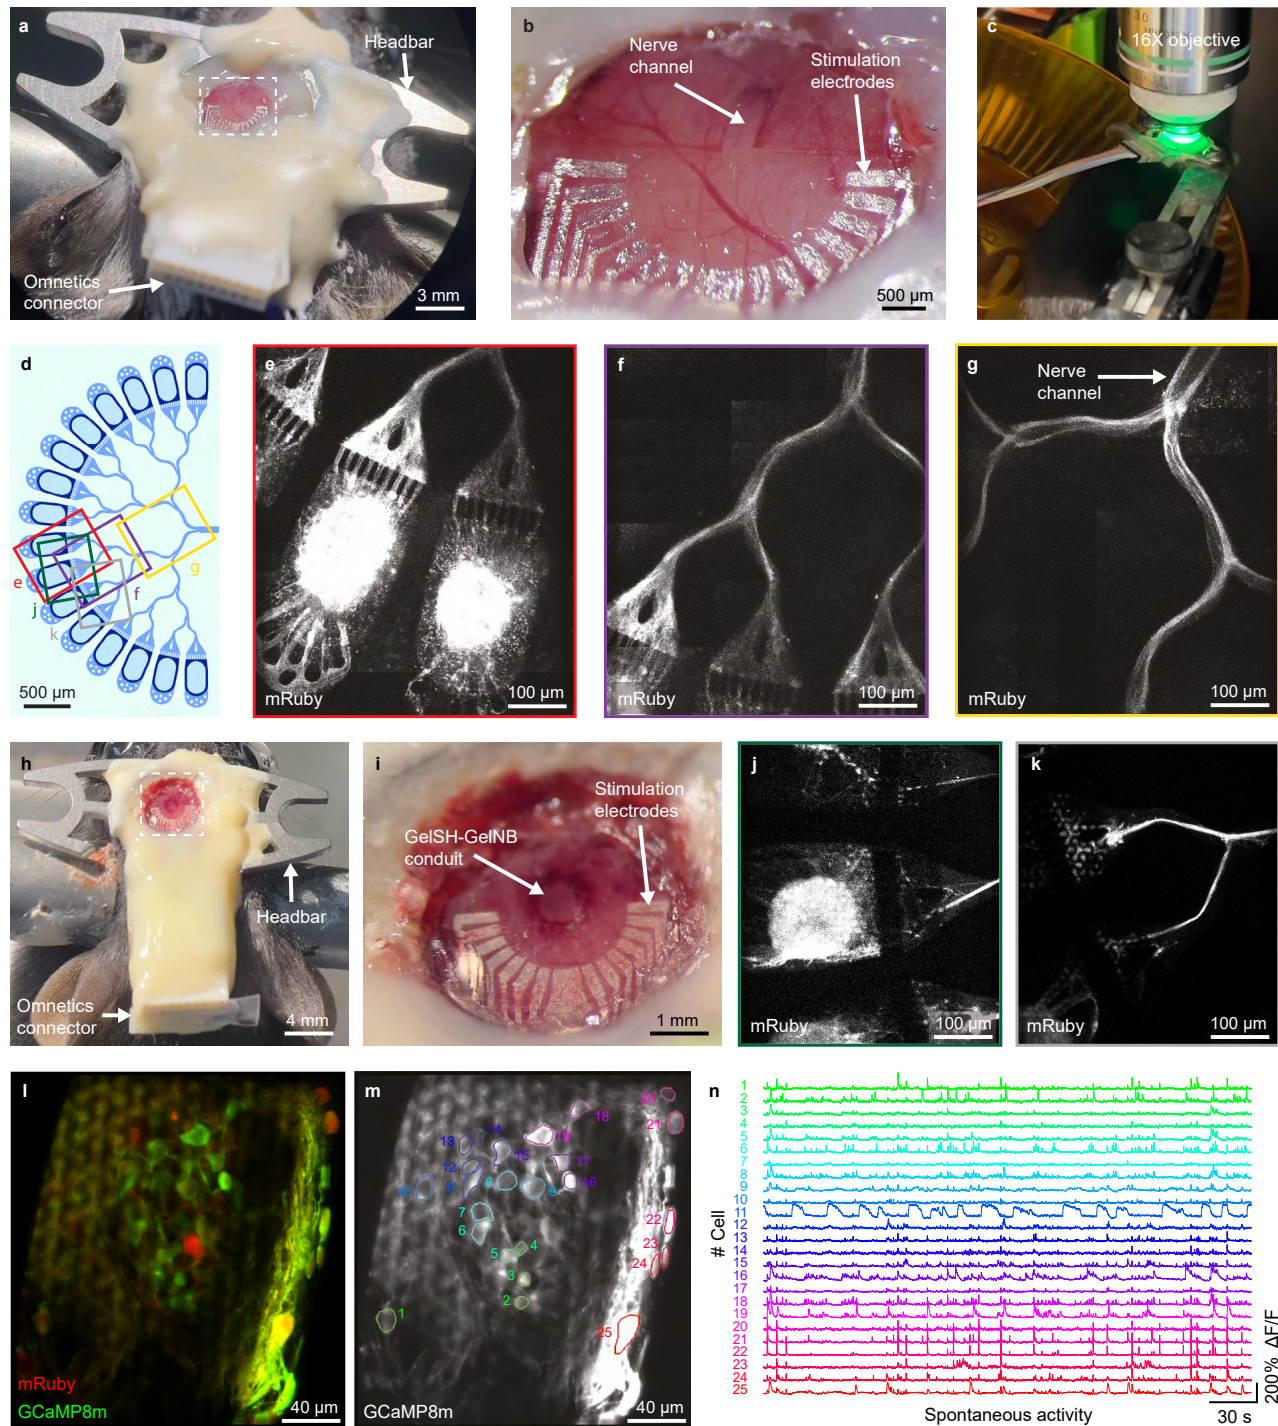 a
Headbar
Omnetics
connector
3 mm
b
Nerve
channel
Stimulation
electrodes
500 µm
c
3.0
16X objective
d
e
j
k
f
g
500 µm
e
mRuby
100 µm
f
mRuby
100 µm
g
Nerve
channel
100 µm
h
Headbar
Omnetics
connector
4 mm
i
Stimulation
electrodes
GelSH-GelNB
conduit
1 mm
j
mRuby
100 µm
k
100 µm
l
mRuby
GCaMP8m
40 µm
m
20
21
18
19
14
13
15
17
12
16
10
11
8
9
7
6
22
5
4
23
24
3
2
1
25
GCaMP8m
40 µm
n
# Cell
1
2
3
4
5
6
7
8
9
10
11
12
13
14
15
16
17
18
19
20
21
22
23
24
25
200% ΔF/F
30 s
Spontaneous activity